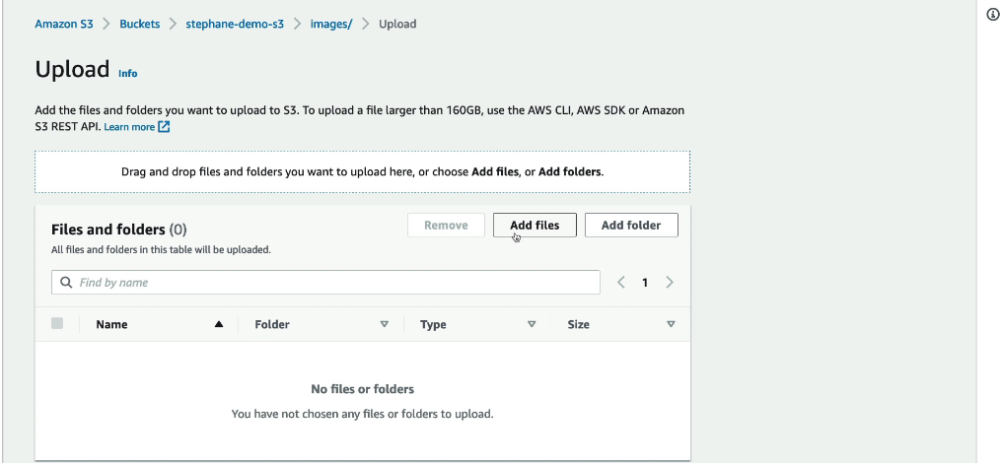 Amazon S3 > Buckets > stephane-demo-s3 > images/ > Upload
Upload Info
Add the files and folders you want to upload to S3. To upload a file larger than 160GB, use the AWS CLI, AWS SDK or Amazon
S3 REST API. Learn more
Drag and drop files and folders you want to upload here, or choose Add files, or Add folders.
Files and folders (0)
Remove
Add files
Add folder
All files and folders in this table will be uploaded.
Find by name
1
Name
Folder
Type
Size
No files or folders
You have not chosen any files or folders to upload.